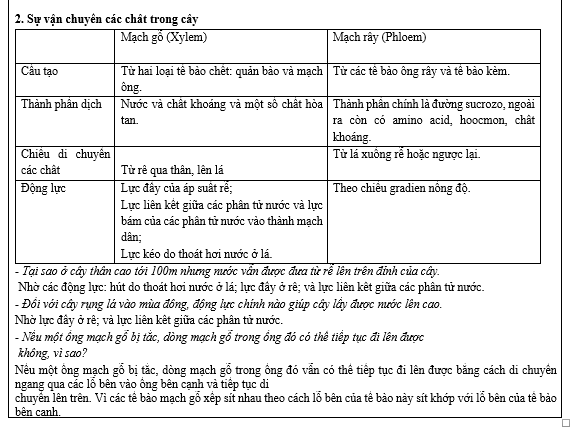 2. Sự vận chuyển các chất trong cây
Mạch gỗ (Xylem) Mạch rây (Phloem)
Cấu tạo Từ hai loại tế bào chết: quản bào và mạch ống. Từ các tế bào ống rây và tế bào kèm.
Thành phần dịch Nước và chất khoáng và một số chất hòa tan. Thành phần chính là đường sucrozo, ngoài ra còn có amino acid, hoocmon, chất khoáng.
Chiều di chuyển các chất Từ rễ qua thân, lên lá Từ lá xuống rễ hoặc ngược lại.
Động lực Lực đẩy của áp suất rễ; Theo chiều gradien nồng độ.
Lực liên kết giữa các phân tử nước và lực
bám của các phân tử nước vào thành mạch
dẫn;
Lực kéo do thoát hơi nước ở lá.
- Tại sao ở cây thân cao tới 100m nhưng nước vẫn được đưa từ rễ lên trên đỉnh của cây.
Nhờ các động lực: hút do thoát hơi nước ở lá; lực đẩy ở rễ; và lực liên kết giữa các phân tử nước.
- Đối với cây rụng lá vào mùa đông, động lực chính nào giúp cây lấy được nước lên cao.
Nhờ lực đẩy ở rễ; và lực liên kết giữa các phân tử nước.
- Nếu một ống mạch gỗ bị tắc, dòng mạch gỗ trong ống đó có thể tiếp tục đi lên được
không, vì sao?
Nếu một ống mạch gỗ bị tắc, dòng mạch gỗ trong ống đó vẫn có thể tiếp tục đi lên được bằng cách di chuyển
ngang qua các lỗ bên vào ống bên cạnh và tiếp tục di
chuyển lên trên. Vì các tế bào mạch gỗ xếp sít nhau theo cách lỗ bên của tế bào này sít khớp với lỗ bên của tế bào
bên cạnh.